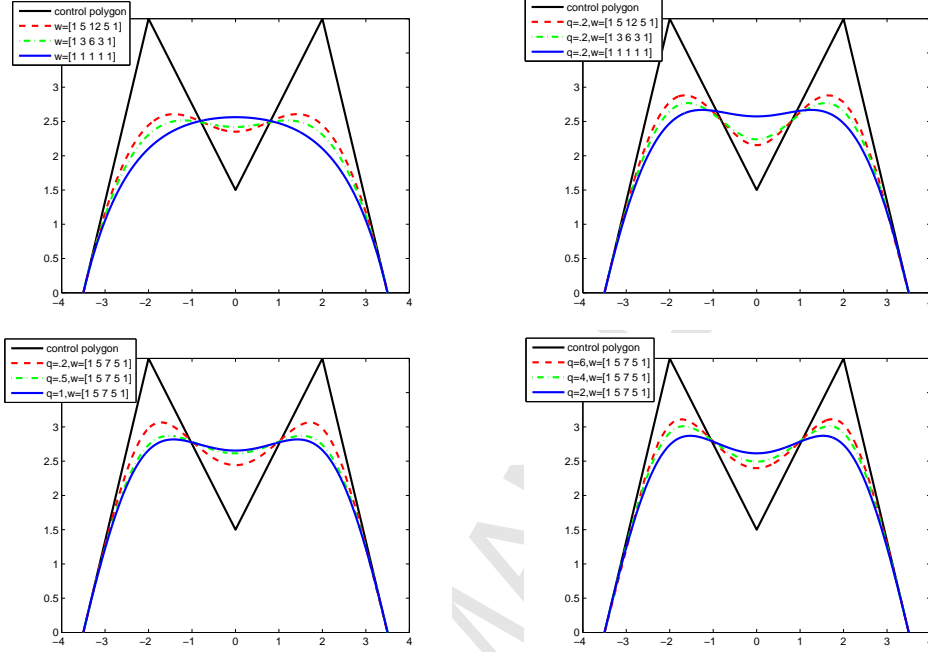 control polygon
w=[1 5 12 5 1]
w=[1 3 6 3 1]
w=[1 1 1 1 1]
3
2.5
2
1.5
1
0.5
0
−4 −3 −2 −1 0 1 2 3 4
control polygon
q=.2,w=[1 5 12 5 1]
q=.2,w=[1 3 6 3 1]
q=.2,w=[1 1 1 1 1]
3
2.5
2
1.5
1
0.5
0
−4 −3 −2 −1 0 1 2 3
control polygon
q=.2,w=[1 5 7 5 1]
q=.5,w=[1 5 7 5 1]
q=1,w=[1 5 7 5 1]
3
2.5
2
1.5
1
0.5
0
−4 −3 −2 −1 0 1 2 3 4
control polygon
q=6,w=[1 5 7 5 1]
q=4,w=[1 5 7 5 1]
q=2,w=[1 5 7 5 1]
3
2.5
2
1.5
1
0.5
0
−4 −3 −2 −1 0 1 2 3